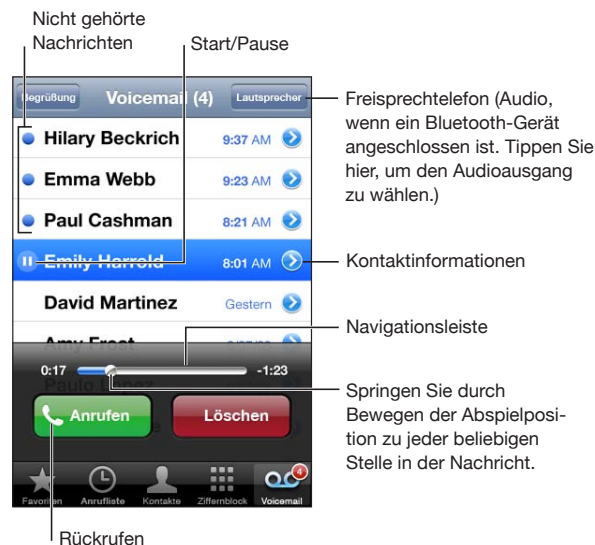 Nicht gehörte
Nachrichten
Start/Pause
Begrüßung Voicemail (4) Lautsprecher
Hilary Beckrich 9:37 AM
Emma Webb 9:23 AM
Paul Cashman 8:21 AM
Emily Harrold 8:01 AM
David Martinez Gestern
Amy Frost
0:17 -1:23
Paulo Lopez
Anrufen Löschen
Favoriten Anrufliste Kontakte Ziffernblock Voicemail
4
Freisprechtelefon (Audio,
wenn ein Bluetooth-Gerät
angeschlossen ist. Tippen Sie
hier, um den Audioausgang
zu wählen.)
Kontaktinformationen
Navigationsleiste
Springen Sie durch
Bewegen der Abspielposi-
tion zu jeder beliebigen
Stelle in der Nachricht.
Rückrufen